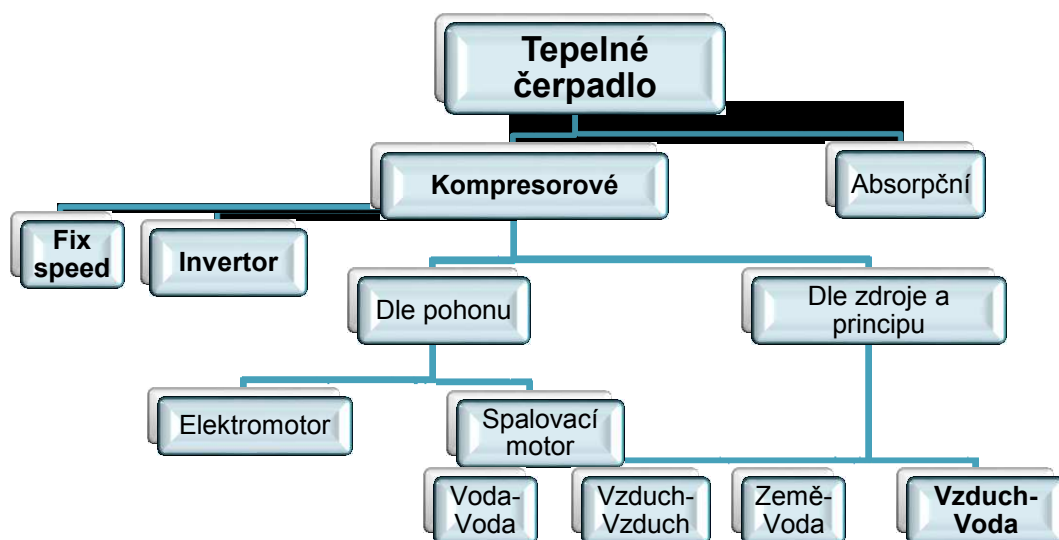 Tepelné
čerpadlo
Kompresorové
Absorpční
Fix
speed
Invertor
Dle pohonu
Dle zdroje a
principu
Elektromotor
Spalovací
motor
Voda-
Voda
Vzduch-
Vzduch
Země-
Voda
Vzduch-
Voda